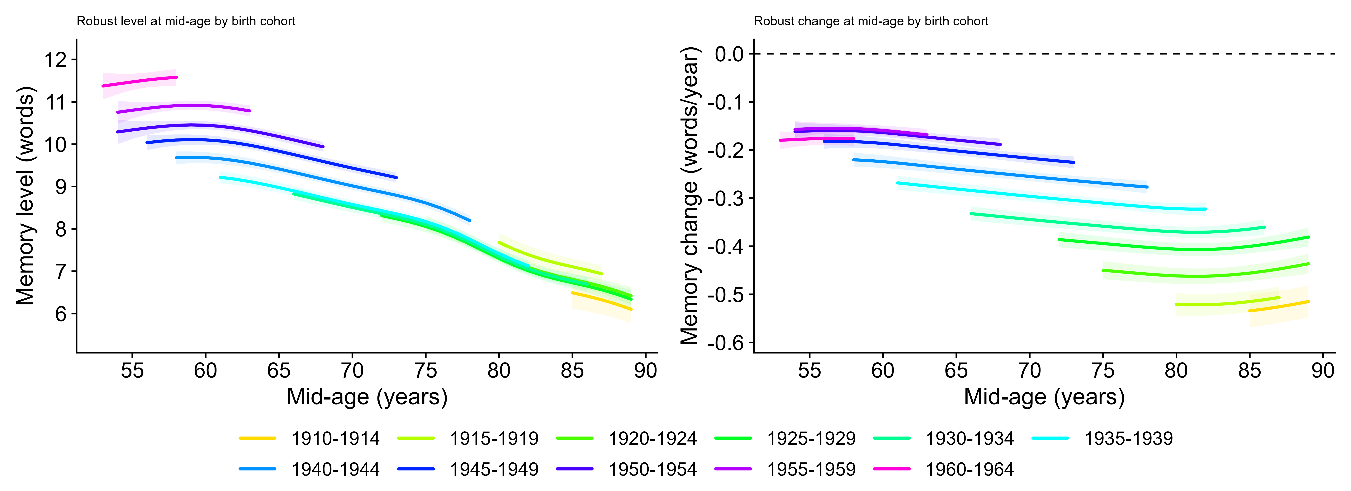 Robust level at mid-age by birth cohort
Memory level (words)
12
11
10
9
8
7
6
55 60 65 70 75 80 85 90
Mid-age (years)
Robust change at mid-age by birth cohort
Memory change (words/year)
0.0
-0.1
-0.2
-0.3
-0.4
-0.5
-0.6
55 60 65 70 75 80 85 90
Mid-age (years)
1910-1914 1915-1919 1920-1924 1925-1929 1930-1934 1935-1939
1940-1944 1945-1949 1950-1954 1955-1959 1960-1964